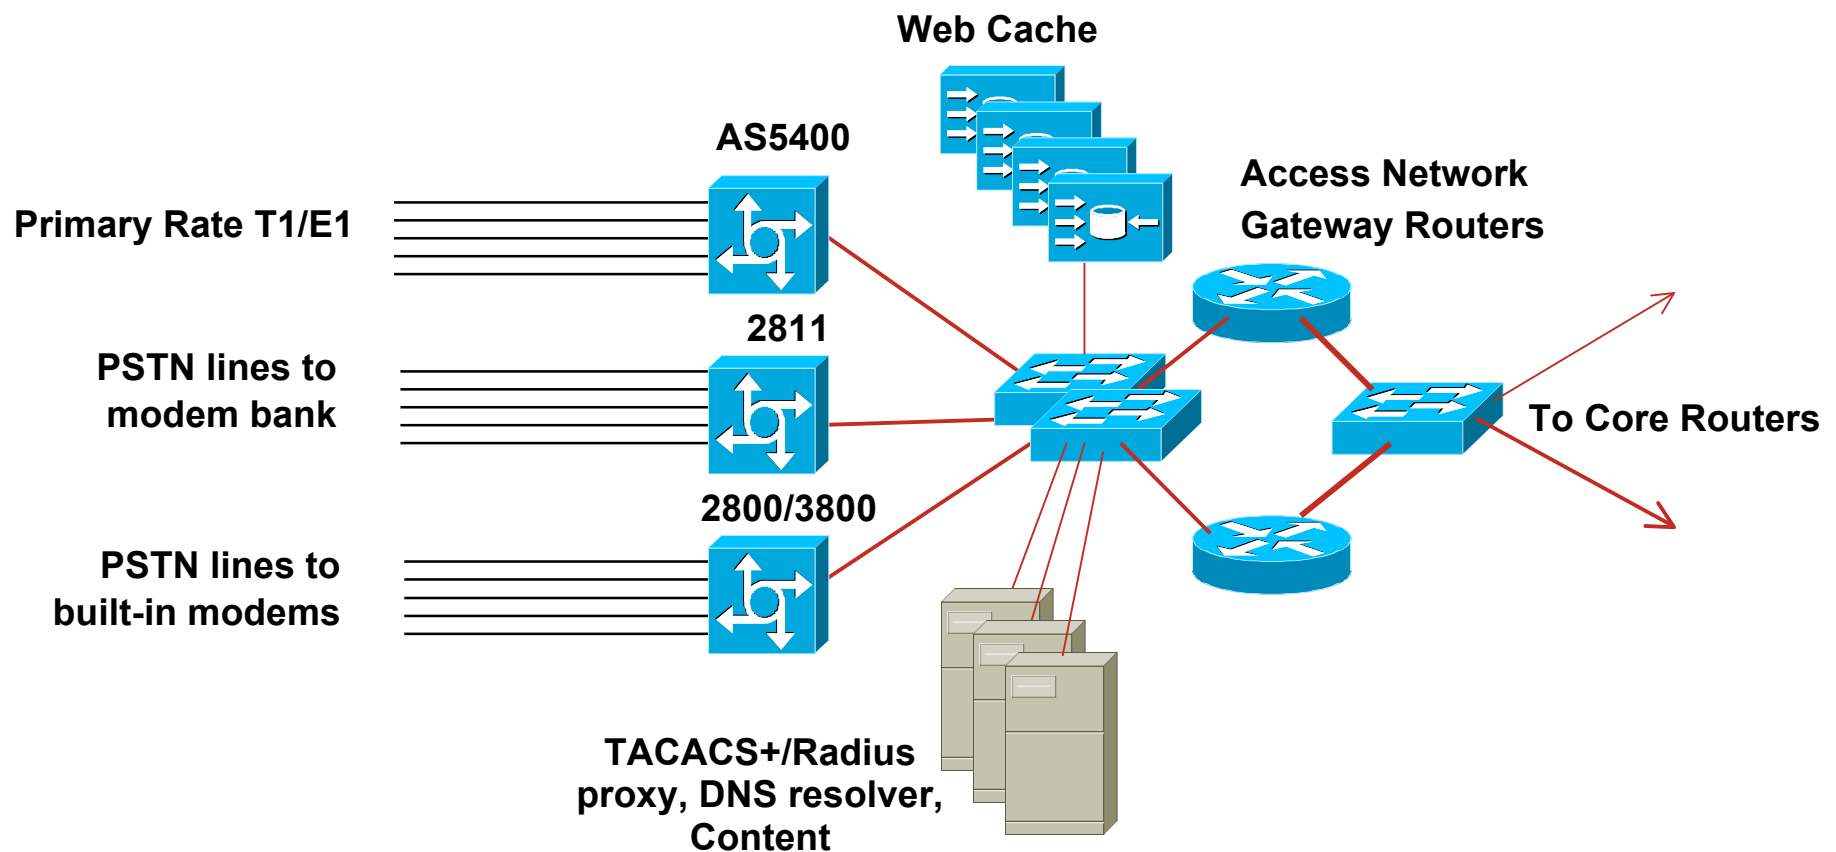 Web Cache
AS5400
Access Network
Gateway Routers
Primary Rate T1/E1
2811
PSTN lines to
modem bank
To Core Routers
2800/3800
PSTN lines to
built-in modems
TACACS+/Radius
proxy, DNS resolver,
Content